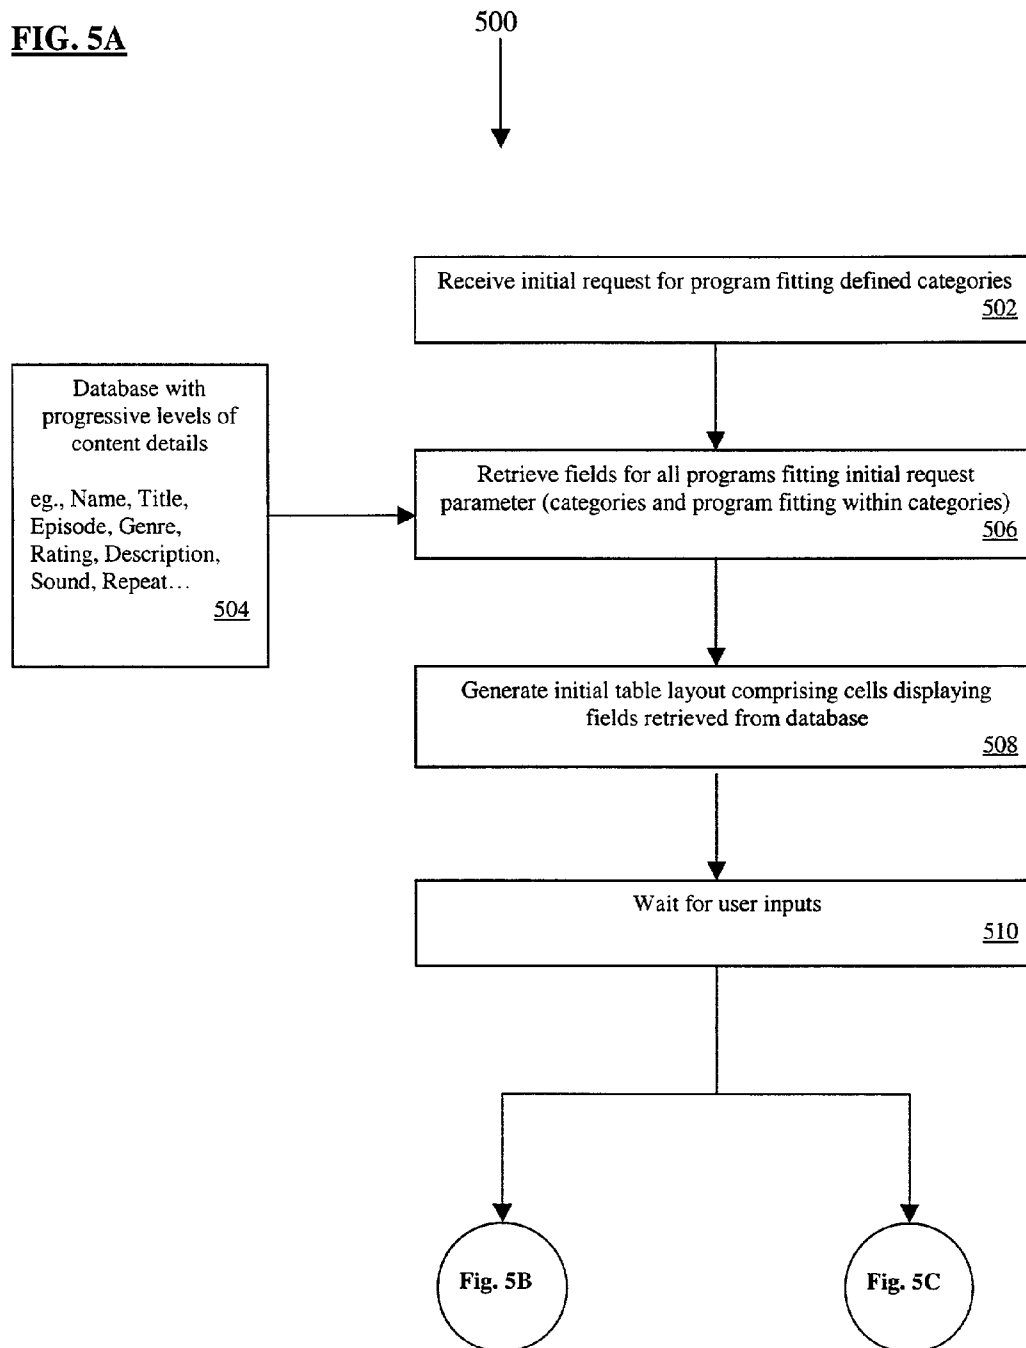 FIG. 5A
500
Receive initial request for program fitting defined categories
502
Database with
progressive levels of
content details
eg., Name, Title,
Episode, Genre,
Rating, Description,
Sound, Repeat…
504
Retrieve fields for all programs fitting initial request
parameter (categories and program fitting within categories)
506
Generate initial table layout comprising cells displaying
fields retrieved from database
508
Wait for user inputs
510
Fig. 5B
Fig. 5C